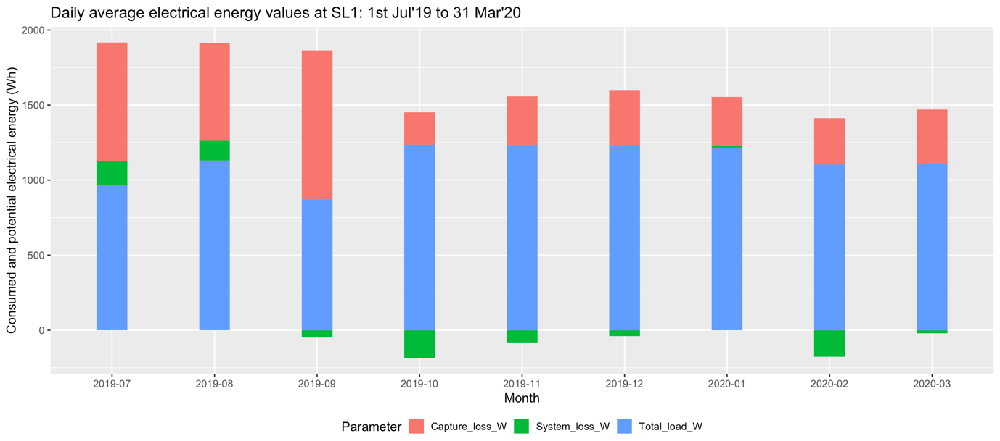 Daily average electrical energy values at SL1: 1st Jul'19 to 31 Mar'20
Consumed and potential electrical energy (Wh)
2000
1500
1000
500
0
2019-07 2019-08 2019-09 2019-10 2019-11 2019-12 2020-01 2020-02 2020-03
Month
Parameter Capture_loss_W System_loss_W Total_load_W